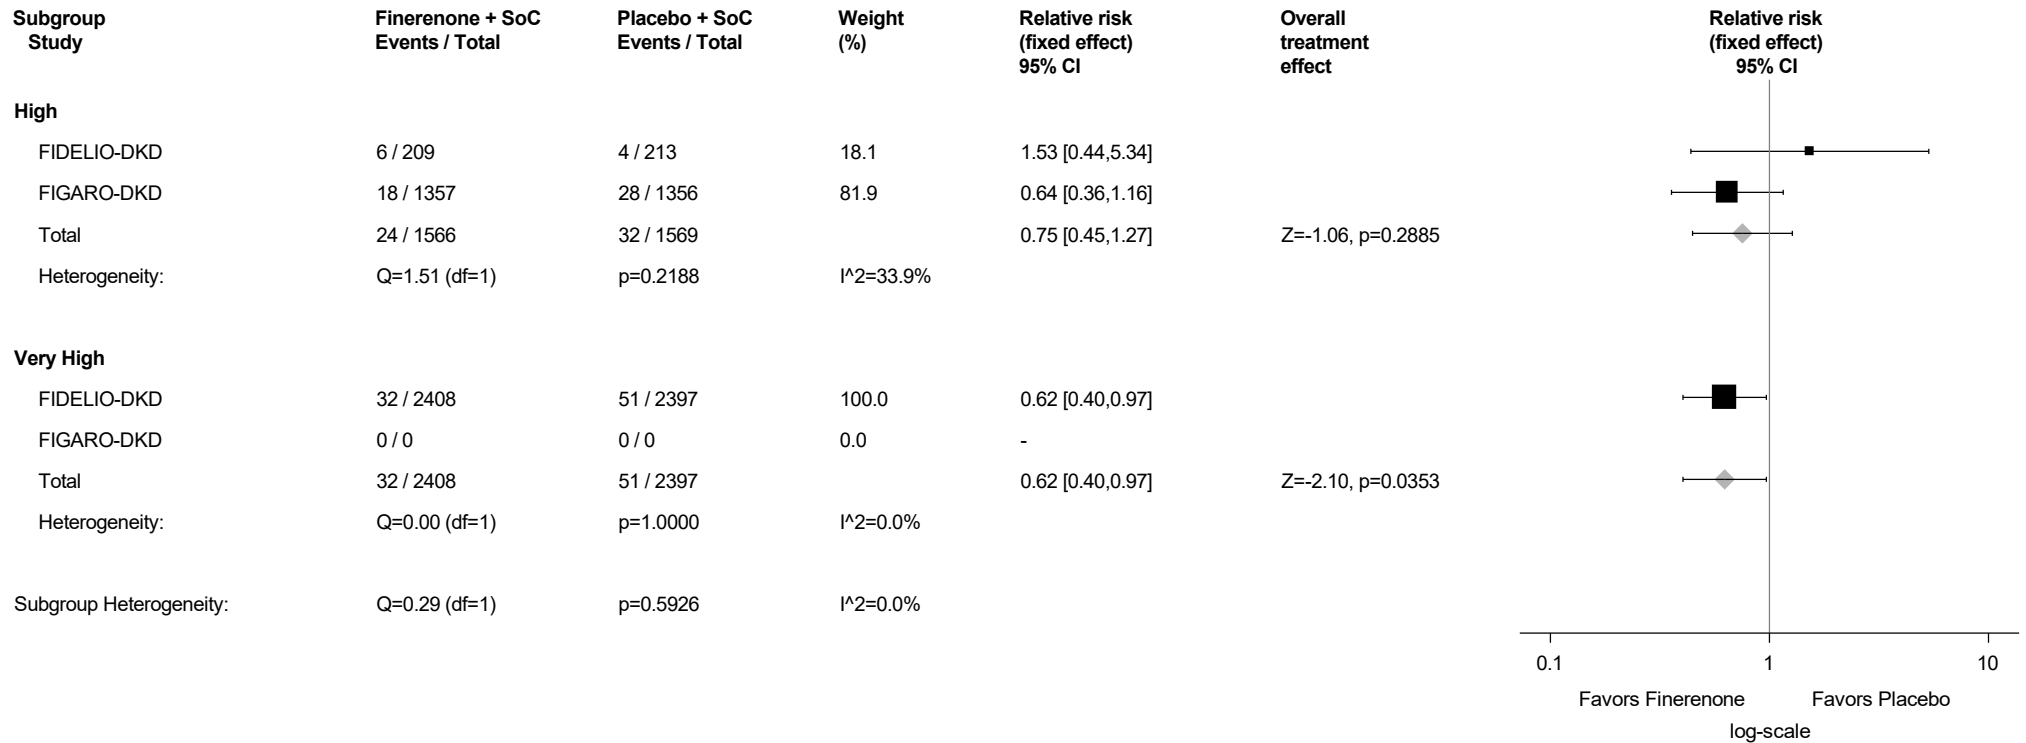 Subgroup Finerenone + SoC Placebo + SoC Weight Relative risk Overall Relative risk
Study Events / Total Events / Total (%) (fixed effect) treatment (fixed effect)
95% CI effect 95% CI
High
FIDELIO-DKD 6 / 209 4 / 213 18.1 1.53 [0.44,5.34]
FIGARO-DKD 18 / 1357 28 / 1356 81.9 0.64 [0.36,1.16]
Total 24 / 1566 32 / 1569 0.75 [0.45,1.27] Z=-1.06, p=0.2885
Heterogeneity: Q=1.51 (df=1) p=0.2188 I^2=33.9%
Very High
FIDELIO-DKD 32 / 2408 51 / 2397 100.0 0.62 [0.40,0.97]
FIGARO-DKD 0 / 0 0 / 0 0.0 -
Total 32 / 2408 51 / 2397 0.62 [0.40,0.97] Z=-2.10, p=0.0353
Heterogeneity: Q=0.00 (df=1) p=1.0000 I^2=0.0%
Subgroup Heterogeneity: Q=0.29 (df=1) p=0.5926 I^2=0.0%
0.1 1 10
Favors Finerenone Favors Placebo
log-scale